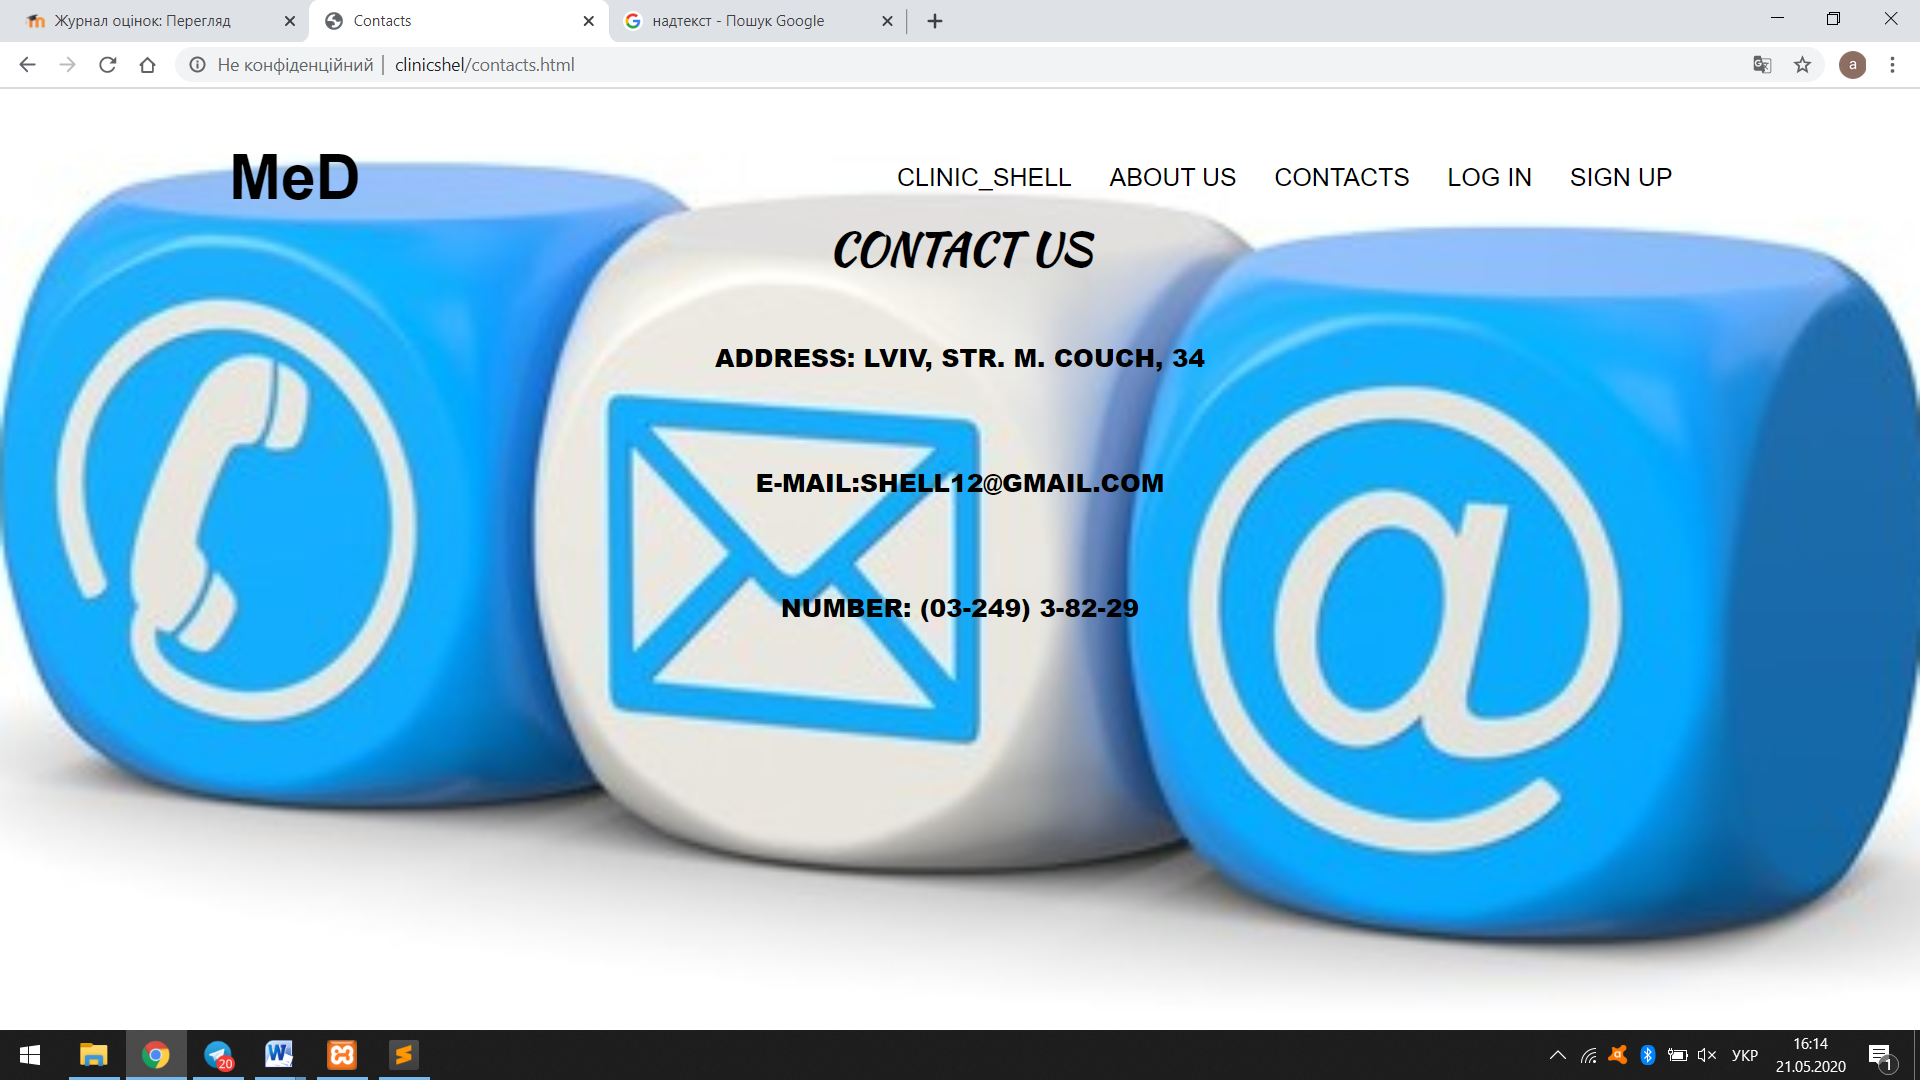 Журнал оцінок: Перегляд
Contacts
надтекст - Пошук Google
Не конфіденційний | clinicshel/contacts.html
a
MeD
CLINIC_SHELL ABOUT US CONTACTS LOG IN SIGN UP
CONTACT US
ADDRESS: LVIV, STR. M. COUCH, 34
E-MAIL:SHELL12@GMAIL.COM
NUMBER: (03-249) 3-82-29
20
УКР
16:14
21.05.2020
1